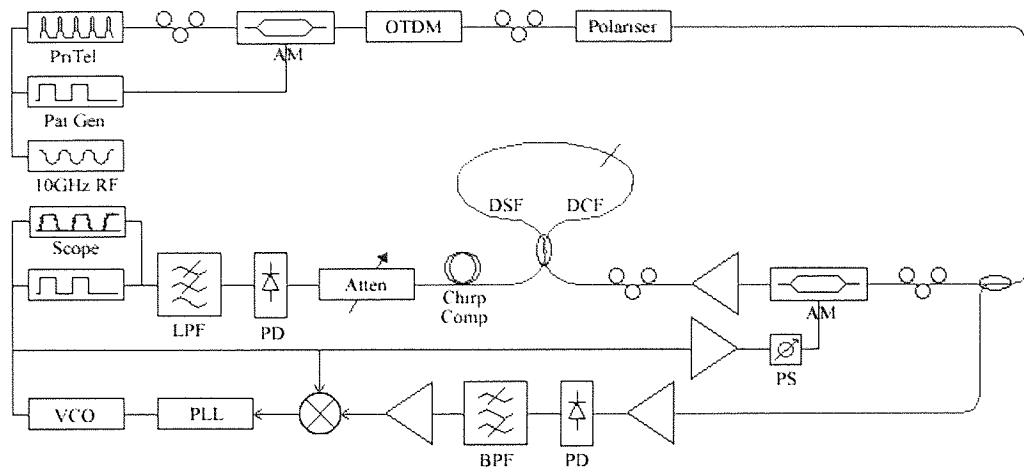 OTDM
Polariser
PriTel
AM
Pat Gen
10GHz RF
DSF
DCF
Scope
Atten
Chirp
Comp
AM
LPF
PD
PS
VCO
PLL
BPF
PD